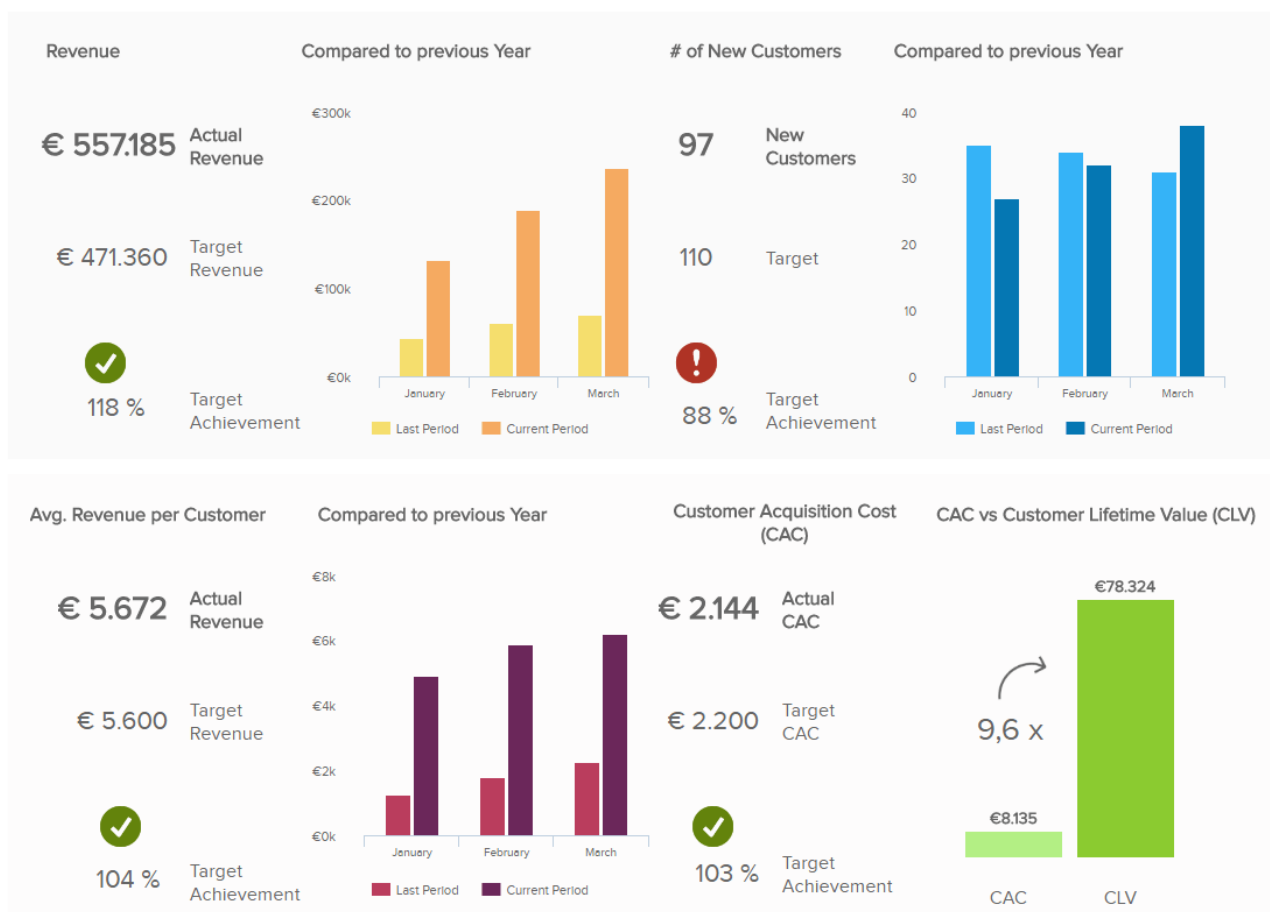 Revenue
€ 557.185
Actual
Revenue
€ 471.360
Target
Revenue
118 %
Target
Achievement
Compared to previous Year
€300k
€200k
€100k
€0k
January
February
March
Last Period
Current Period
# of New Customers
97
New
Customers
110
Target
88 %
Target
Achievement
Compared to previous Year
40
30
20
10
0
January
February
March
Last Period
Current Period
Avg. Revenue per Customer
€ 5.672
Actual
Revenue
€ 5.600
Target
Revenue
104 %
Target
Achievement
Compared to previous Year
€8k
€6k
€4k
€2k
€0k
January
February
March
Last Period
Current Period
Customer Acquisition Cost
(CAC)
€ 2.144
Actual
CAC
€ 2.200
Target
CAC
103 %
Target
Achievement
CAC vs Customer Lifetime Value (CLV)
€78.324
9,6 x
€8.135
CAC
CLV